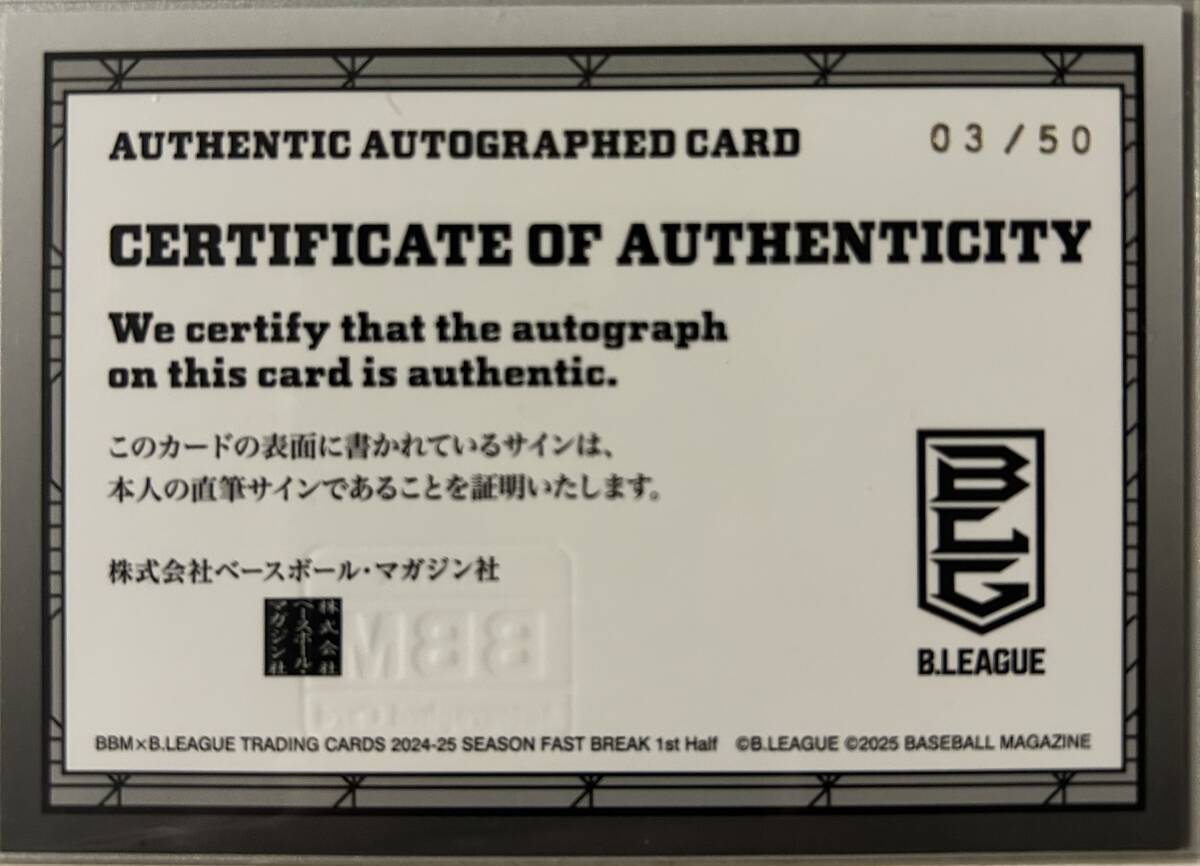 AUTHENTIC AUTOGRAPHED CARD
03/50
CERTIFICATE OF AUTHENTICITY
We certify that the autograph
on this card is authentic.
このカードの表面に書かれているサインは、
本人の直筆サインであることを証明いたします。
株式会社ベースボール・マガジン社
株式会社
ベースボール・
マガジン社
BBM
BLG
B.LEAGUE
BBM×B.LEAGUE TRADING CARDS 2024-25 SEASON FAST BREAK 1st Half ©B.LEAGUE ©2025 BASEBALL MAGAZINE